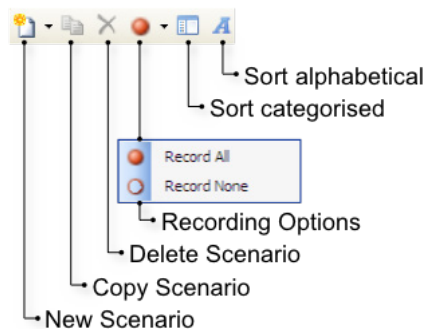 Sort alphabetical
Sort categorised
Record All
Record None
Recording Options
Delete Scenario
Copy Scenario
New Scenario